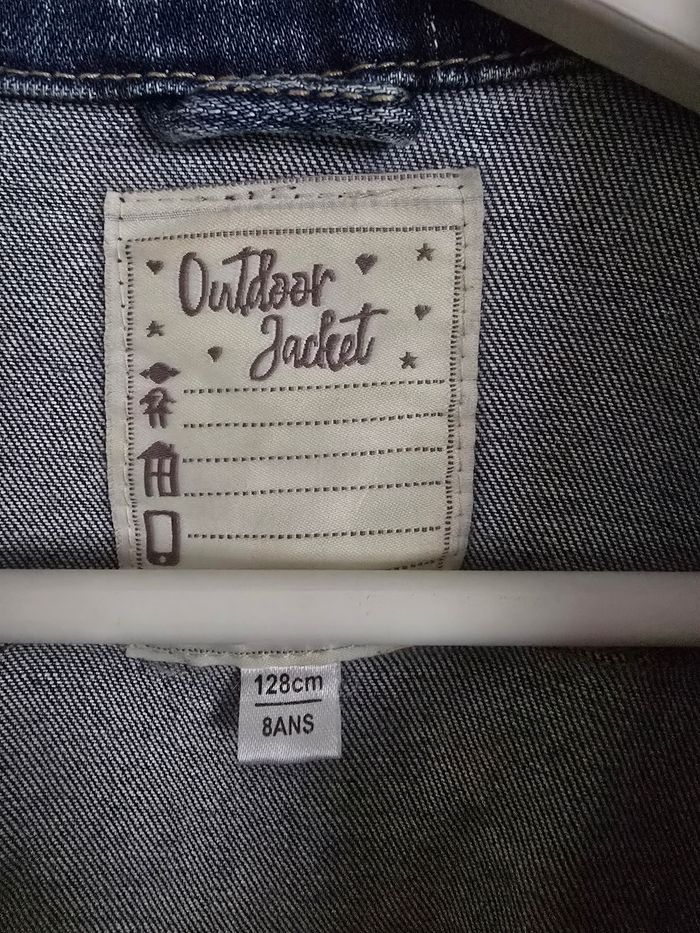 Outdoor
Jacket
128cm
8ANS